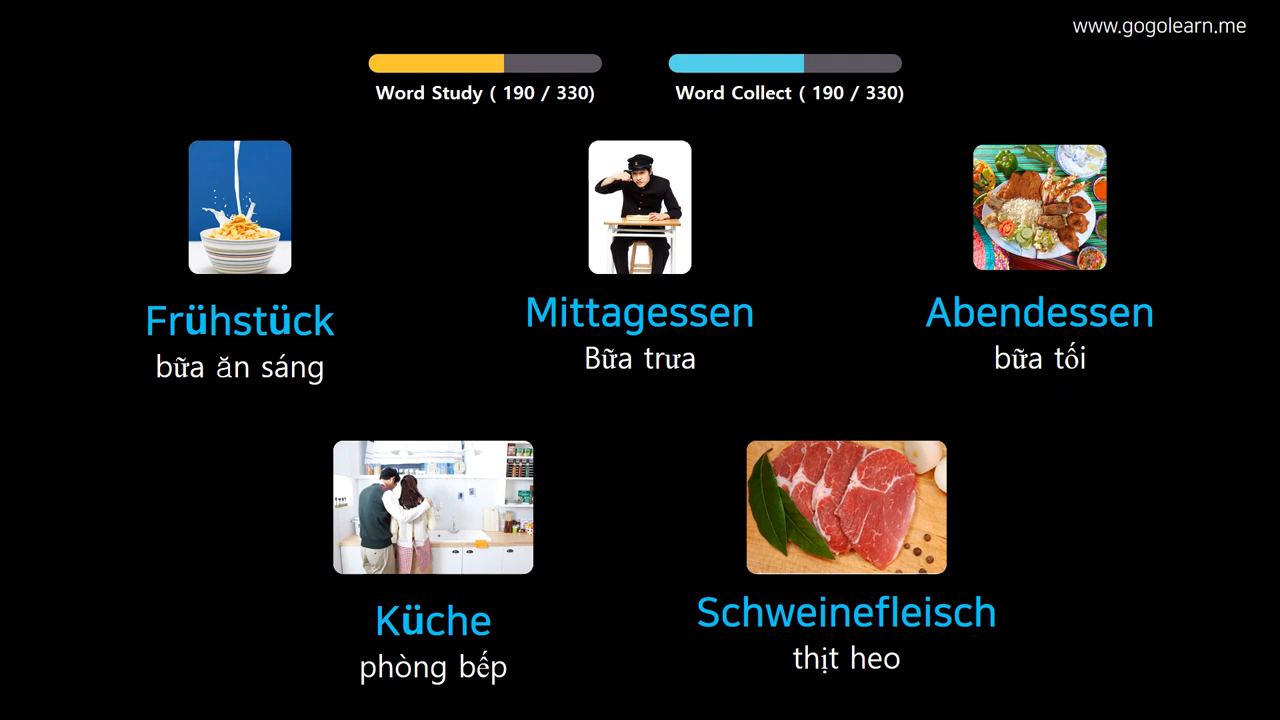 www.gogolearn.me
Word Study ( 190 / 330)
Word Collect ( 190 / 330)
Frühstück
bữa ăn sáng
Mittagessen
Bữa trưa
Abendessen
bữa tối
Küche
phòng bếp
Schweinefleisch
thịt heo